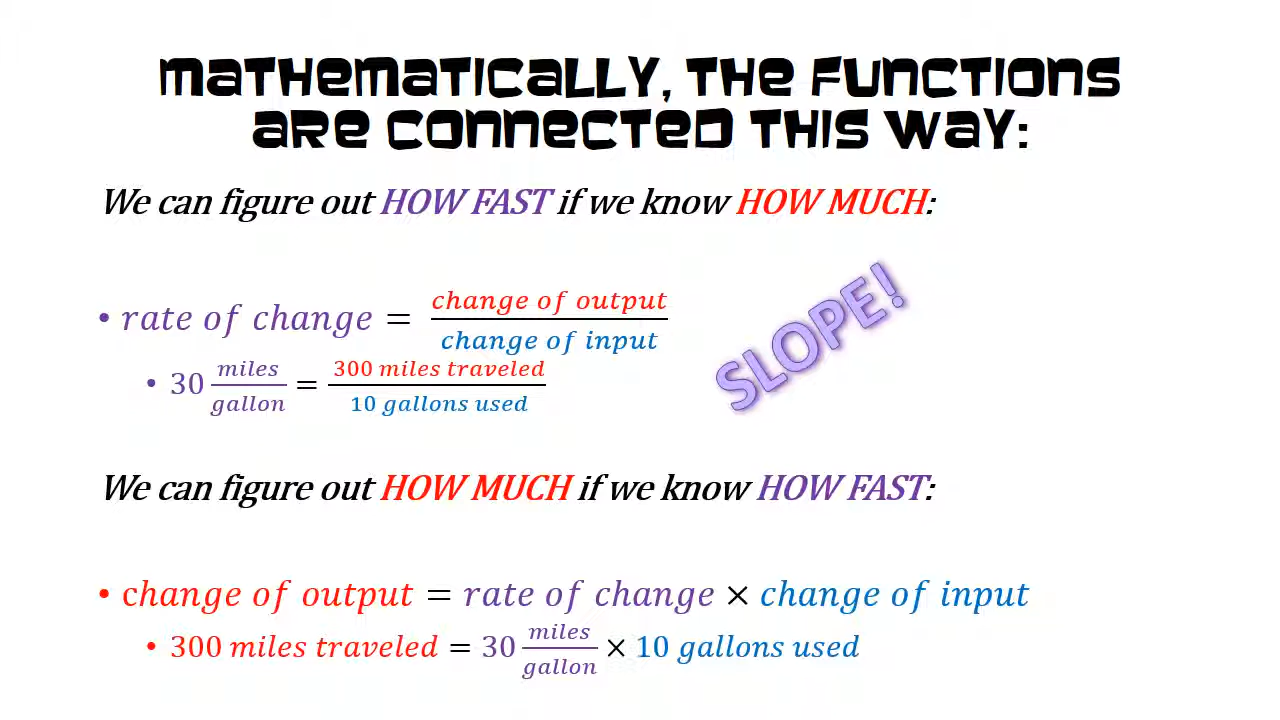 MATHEMATICALLY, THE FUNCTIONS
ARE CONNECTED THIS WAY:
We can figure out HOW FAST if we know HOW MUCH:
• rate of change = change of output / change of input
• 30 miles/gallon = 300 miles traveled / 10 gallons used
SLOPE!
We can figure out HOW MUCH if we know HOW FAST:
• change of output = rate of change × change of input
• 300 miles traveled = 30 miles/gallon × 10 gallons used